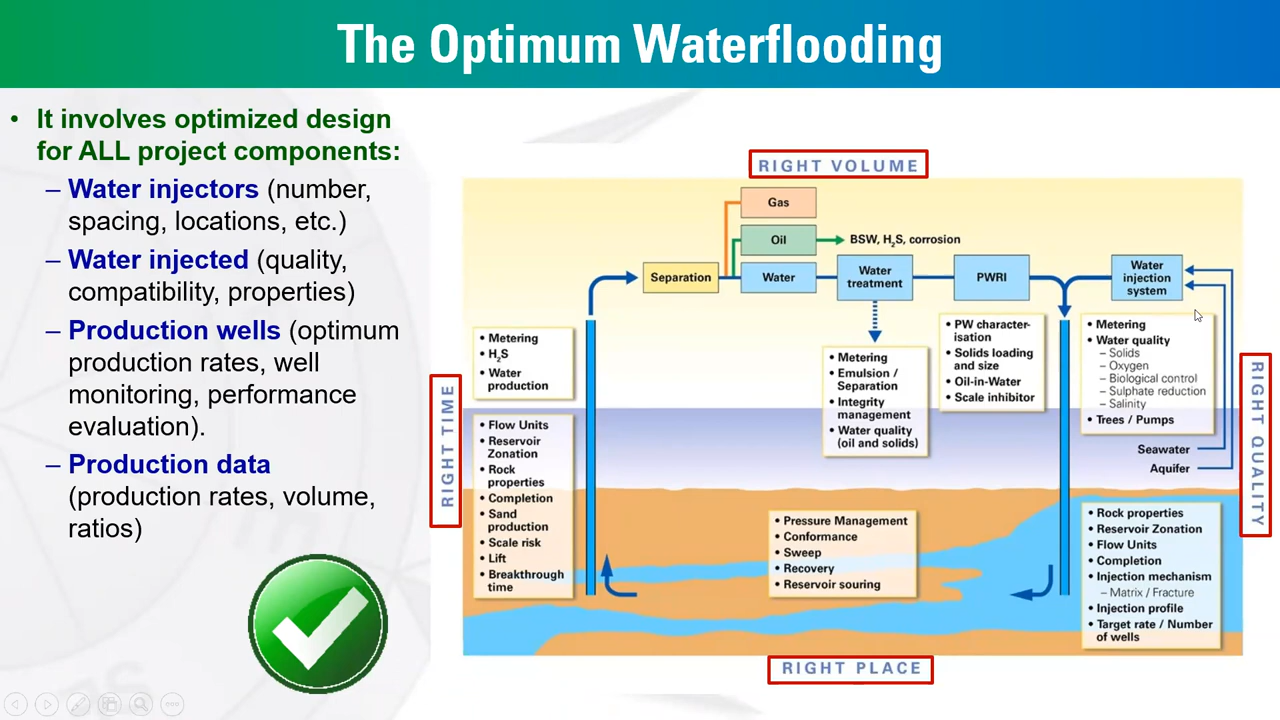 The Optimum Waterflooding
• It involves optimized design
for ALL project components:
– Water injectors (number,
spacing, locations, etc.)
– Water injected (quality,
compatibility, properties)
– Production wells (optimum
production rates, well
monitoring, performance
evaluation).
– Production data
(production rates, volume,
ratios)
RIGHT VOLUME
Gas
Oil
BSW, H₂S, corrosion
Separation
Water
Water
treatment
PWRI
Water
injection
system
• Metering
• H₂S
• Water
production
• Metering
• Emulsion /
Separation
• Integrity
management
• Water quality
(oil and solids)
• PW character-
isation
• Solids loading
and size
• Oil-in-Water
• Scale inhibitor
• Metering
• Water quality
– Solids
– Oxygen
– Biological control
– Sulphate reduction
– Salinity
• Trees / Pumps
Seawater
Aquifer
RIGHT TIME
RIGHT QUALITY
• Flow Units
• Reservoir
Zonation
• Rock
properties
• Completion
• Sand
production
• Scale risk
• Lift
• Breakthrough
time
• Pressure Management
• Conformance
• Sweep
• Recovery
• Reservoir souring
• Rock properties
• Reservoir Zonation
• Flow Units
• Completion
• Injection mechanism
– Matrix / Fracture
• Injection profile
• Target rate / Number
of wells
RIGHT PLACE